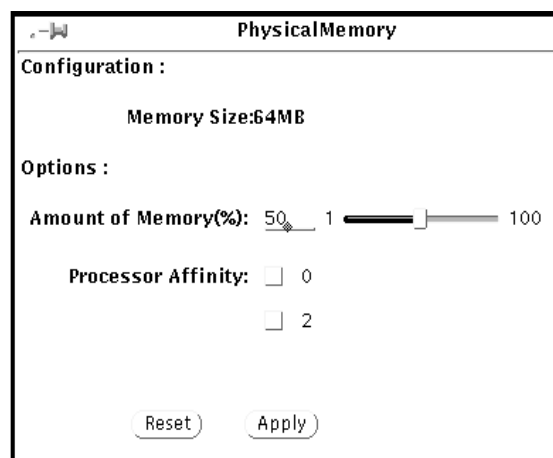 PhysicalMemory
Configuration :
Memory Size:64MB
Options :
Amount of Memory(%): 50 1 100
Processor Affinity: 0
2
Reset Apply